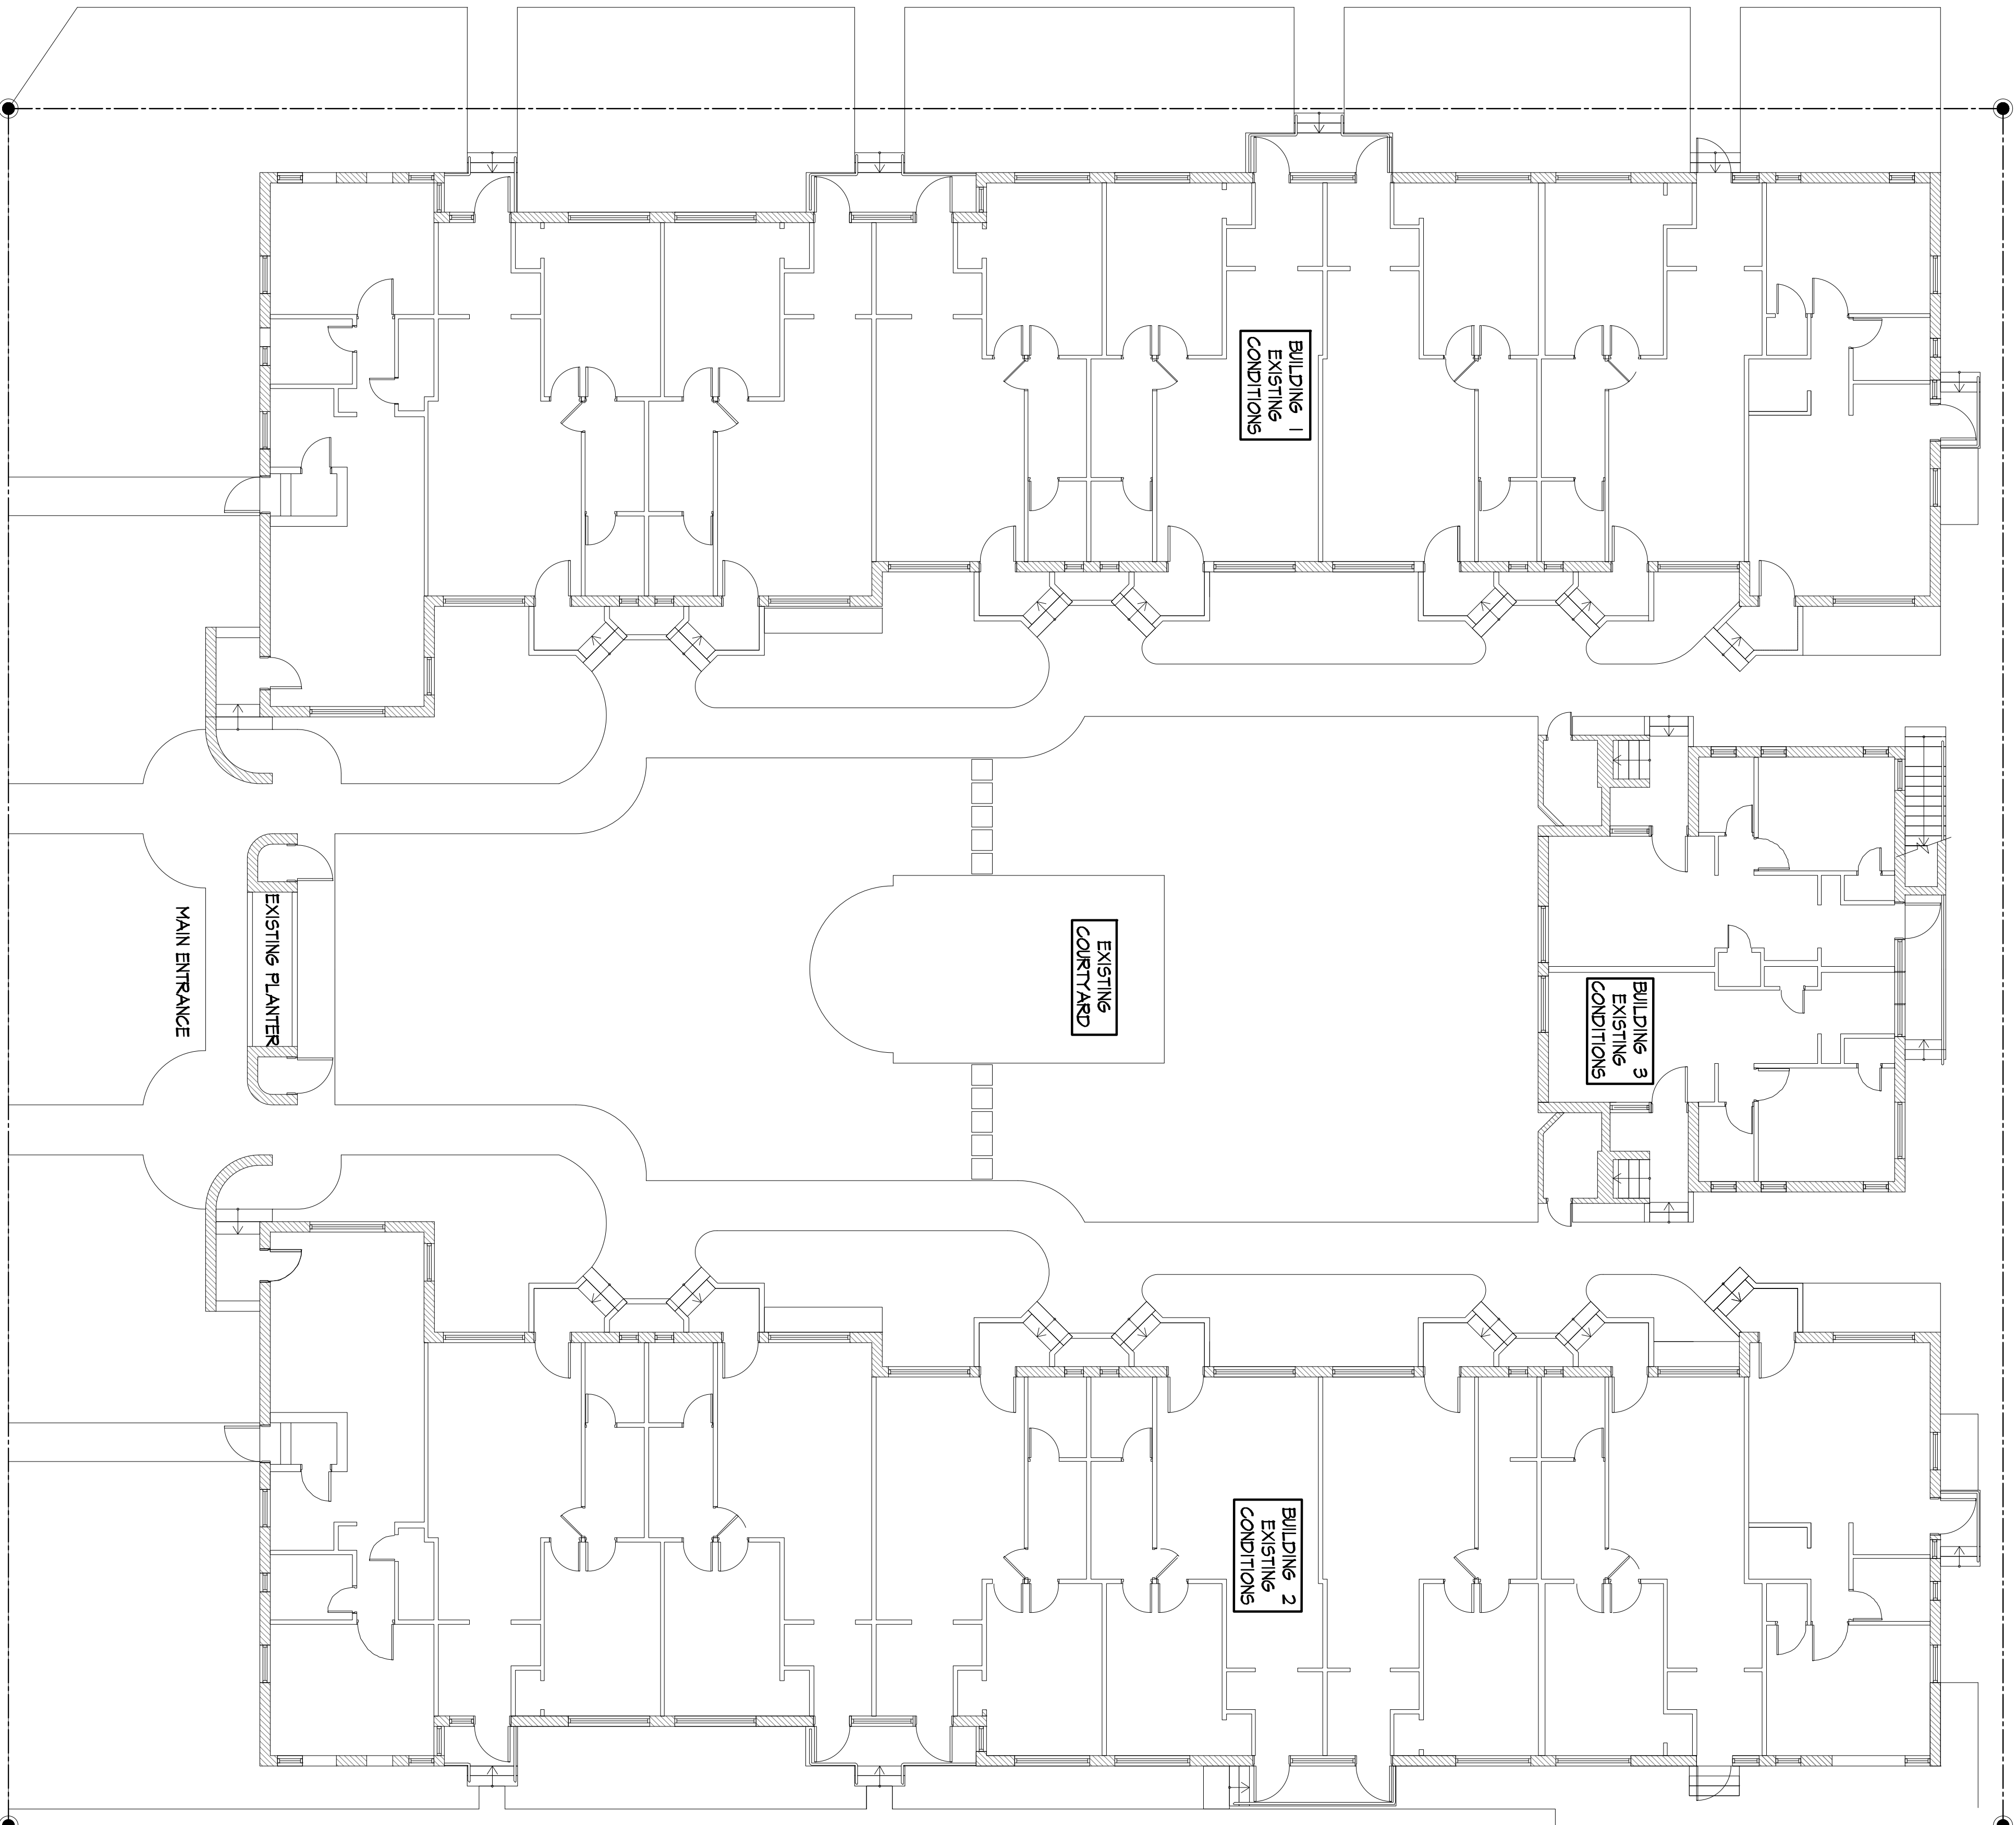 BUILDING 1
EXISTING
CONDITIONS
EXISTING
COURTYARD
BUILDING 3
EXISTING
CONDITIONS
EXISTING PLANTER
MAIN ENTRANCE
BUILDING 2
EXISTING
CONDITIONS